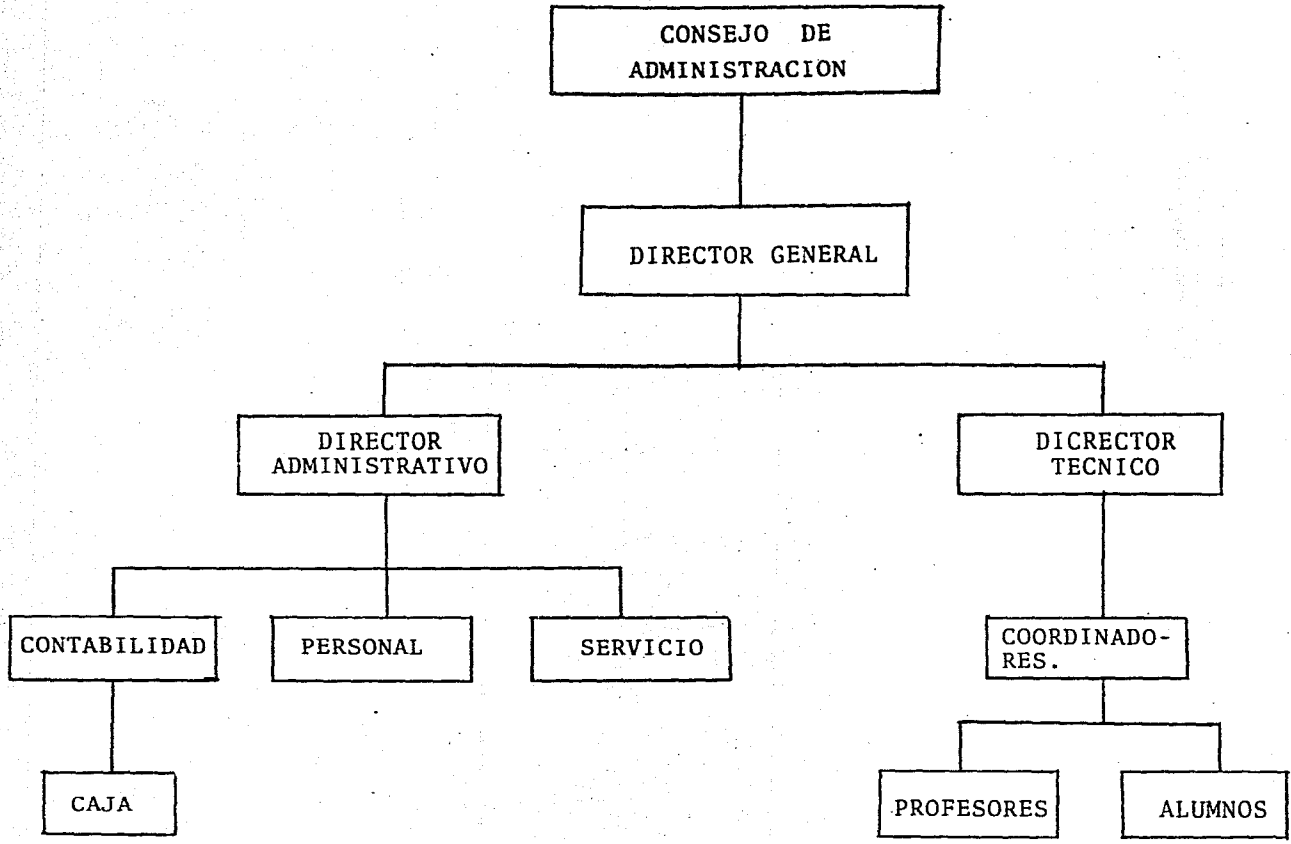 CONSEJO DE
ADMINISTRACION
DIRECTOR GENERAL
DIRECTOR
ADMINISTRATIVO
DICRECTOR
TECNICO
CONTABILIDAD
PERSONAL
SERVICIO
COORDINADO-
RES.
CAJA
PROFESORES
ALUMNOS